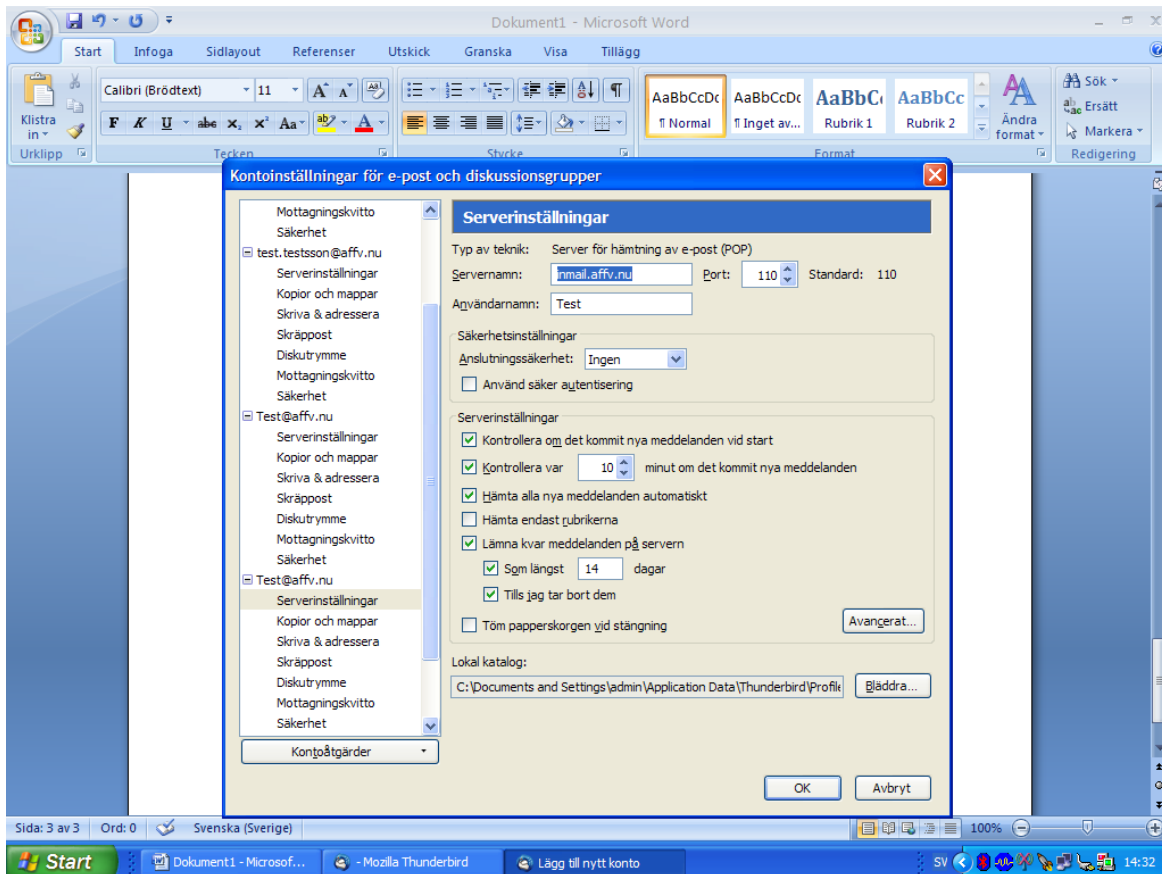 Dokument1 - Microsoft Word
Start Infoga Sidlayout Referenser Utskick Granska Visa Tillägg
Klistra in
Calibri (Brödtext) 11
F K U abe x₂ x² Aa ab A
AaBbCcDc AaBbCcDc AaBbC AaBbCc
¶ Normal ¶ Inget av... Rubrik 1 Rubrik 2
Ändra format
Sök
Ersätt
Markera
Urklipp Tecken Stycke Format Redigering
Kontoinställningar för e-post och diskussionsgrupper
Mottagningskvitto
Säkerhet
test.testsson@affv.nu
Serverinställningar
Kopior och mappar
Skriva & adressera
Skräppost
Diskutrymme
Mottagningskvitto
Säkerhet
Test@affv.nu
Serverinställningar
Kopior och mappar
Skriva & adressera
Skräppost
Diskutrymme
Mottagningskvitto
Säkerhet
Test@affv.nu
Serverinställningar
Kopior och mappar
Skriva & adressera
Skräppost
Diskutrymme
Mottagningskvitto
Säkerhet
Kontoåtgärder
Serverinställningar
Typ av teknik: Server för hämtning av e-post (POP)
Servernamn: inmail.affv.nu Port: 110 Standard: 110
Användarnamn: Test
Säkerhetsinställningar
Anslutningssäkerhet: Ingen
Använd säker autentisering
Serverinställningar
Kontrollera om det kommit nya meddelanden vid start
Kontrollera var 10 minut om det kommit nya meddelanden
Hämta alla nya meddelanden automatiskt
Hämta endast rubrikerna
Lämna kvar meddelanden på servern
Som längst 14 dagar
Tills jag tar bort dem
Töm papperskorgen vid stängning Avancerat...
Lokal katalog:
C:\Documents and Settings\admin\Application Data\Thunderbird\Profile Bläddra...
OK Avbryt
Sida: 3 av 3 Ord: 0 Svenska (Sverige) 100%
Start Dokument1 - Microsof... - Mozilla Thunderbird Lägg till nytt konto SV 14:32